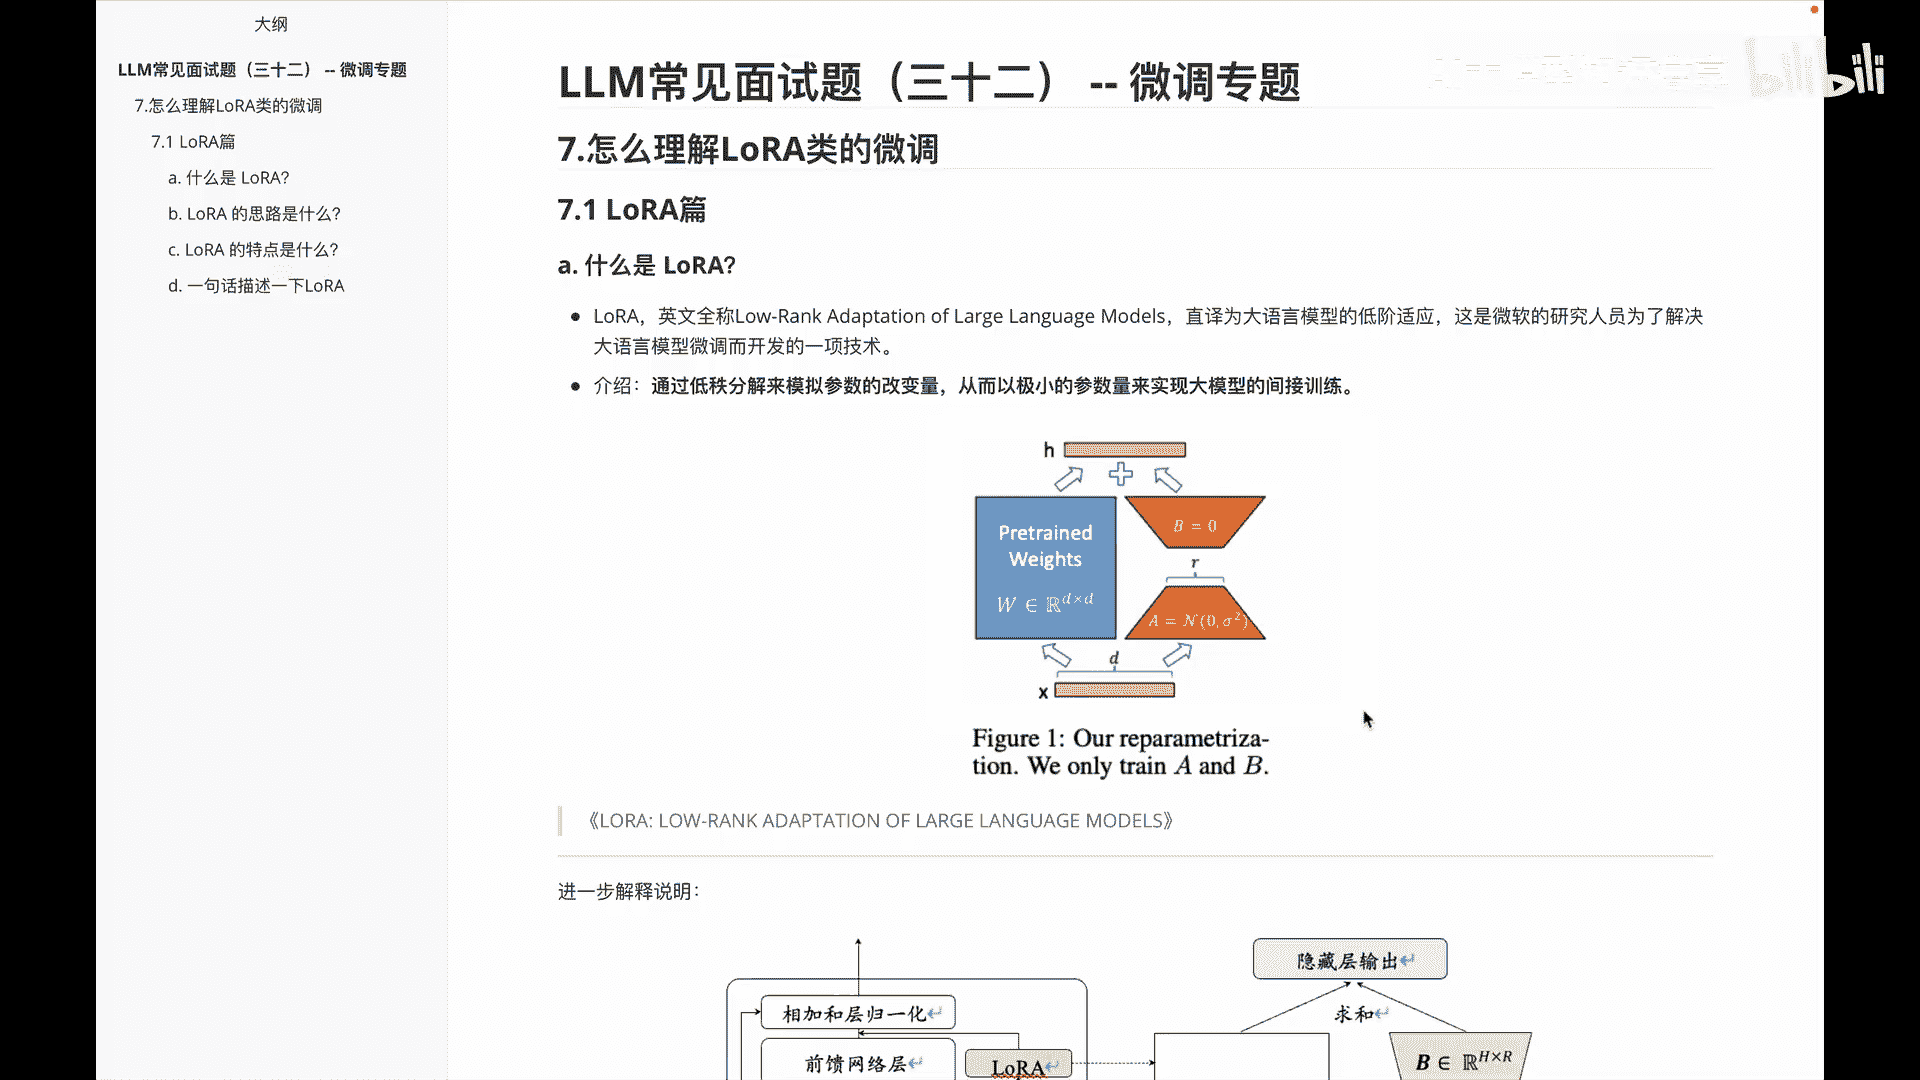 大纲
LLM常见面试题（三十二） -- 微调专题
7.怎么理解LoRA类的微调
7.1 LoRA篇
a. 什么是 LoRA？
b. LoRA 的思路是什么？
c. LoRA 的特点是什么？
d. 一句话描述一下LoRA
LLM常见面试题（三十二） -- 微调专题
bilibili
7.怎么理解LoRA类的微调
7.1 LoRA篇
a. 什么是 LoRA？
LoRA，英文全称Low-Rank Adaptation of Large Language Models，直译为大语言模型的低阶适应，这是微软的研究人员为了解决
大语言模型微调而开发的一项技术。
介绍：通过低秩分解来模拟参数的改变量，从而以极小的参数量来实现大模型的间接训练。
h
Pretrained
Weights
W ∈ ℝ^{d×d}
B = 0
r
A = N(0, σ²)
d
x
Figure 1: Our reparametriza-
tion. We only train A and B.
《LORA: LOW-RANK ADAPTATION OF LARGE LANGUAGE MODELS》
进一步解释说明：
隐藏层输出
相加和层归一化
求和
前馈网络层
LoRA
B ∈ ℝ^{H×R}